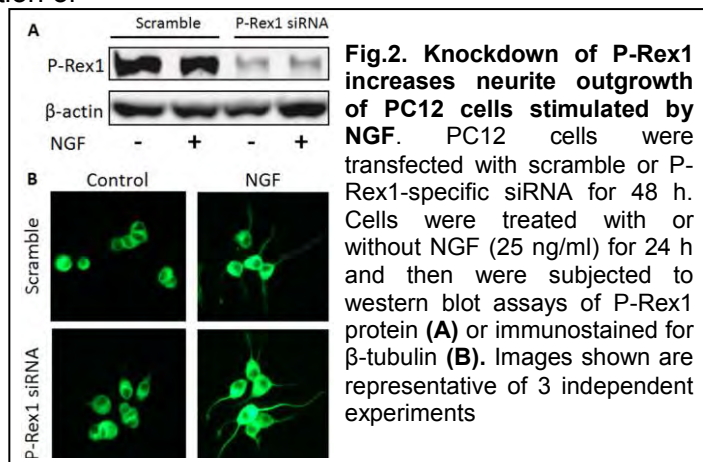 tion of
A Scramble P-Rex1 siRNA
P-Rex1
β-actin
NGF - + - +
B Control NGF
Scramble
P-Rex1 siRNA
Fig.2. Knockdown of P-Rex1
increases neurite outgrowth
of PC12 cells stimulated by
NGF. PC12 cells were
transfected with scramble or P-
Rex1-specific siRNA for 48 h.
Cells were treated with or
without NGF (25 ng/ml) for 24 h
and then were subjected to
western blot assays of P-Rex1
protein (A) or immunostained for
β-tubulin (B). Images shown are
representative of 3 independent
experiments